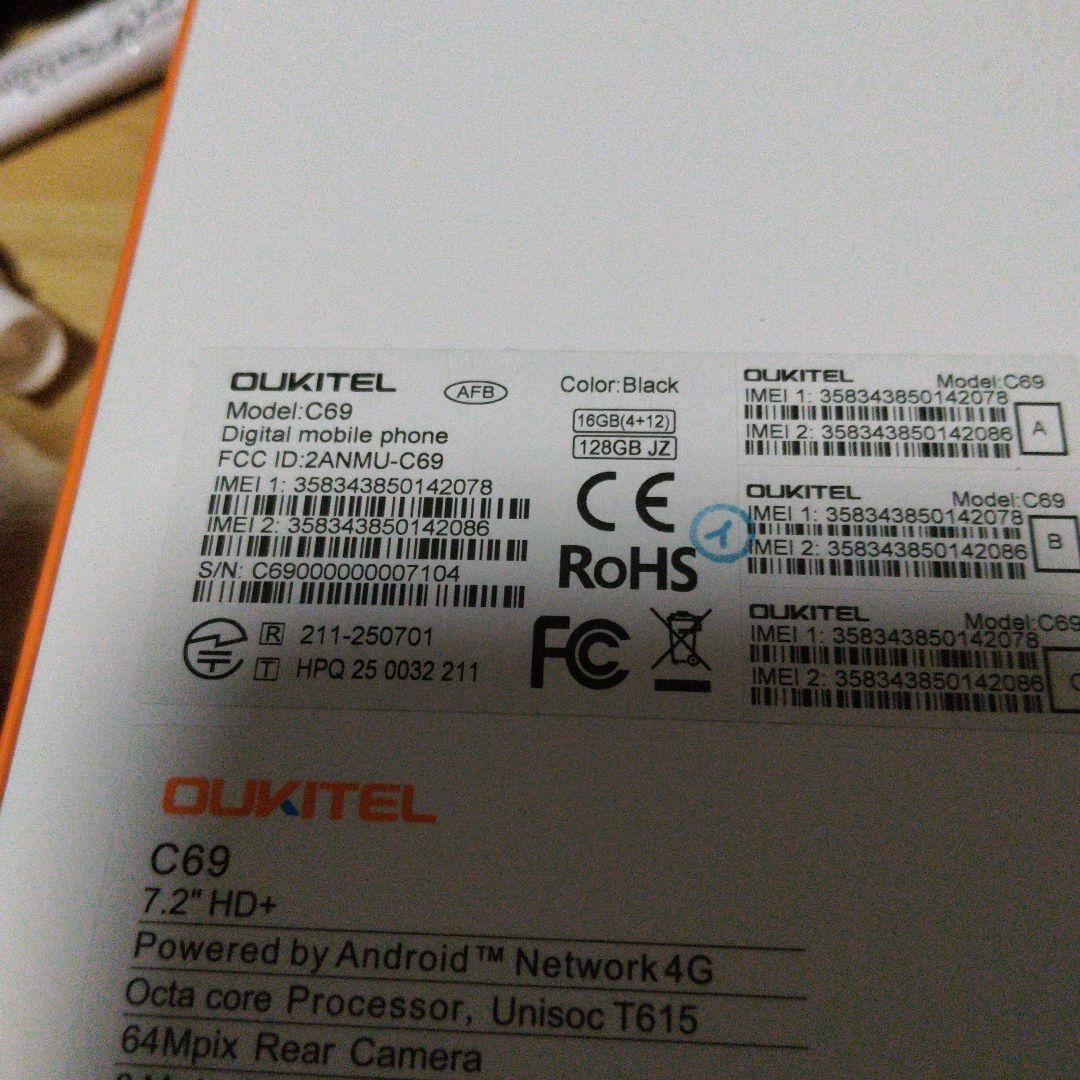 OUKITEL
AFB
Model:C69
Digital mobile phone
FCC ID:2ANMU-C69
IMEI 1: 358343850142078
IMEI 2: 358343850142086
S/N: C69000000007104
R 211-250701
T HPQ 25 0032 211
Color:Black
16GB(4+12)
128GB JZ
CE
RoHS
FC
OUKITEL Model:C69
IMEI 1: 358343850142078
IMEI 2: 358343850142086
A
OUKITEL Model:C69
IMEI 1: 358343850142078
IMEI 2: 358343850142086
B
OUKITEL Model:C69
IMEI 1: 358343850142078
IMEI 2: 358343850142086
OUKITEL
C69
7.2" HD+
Powered by Android™ Network 4G
Octa core Processor, Unisoc T615
64Mpix Rear Camera